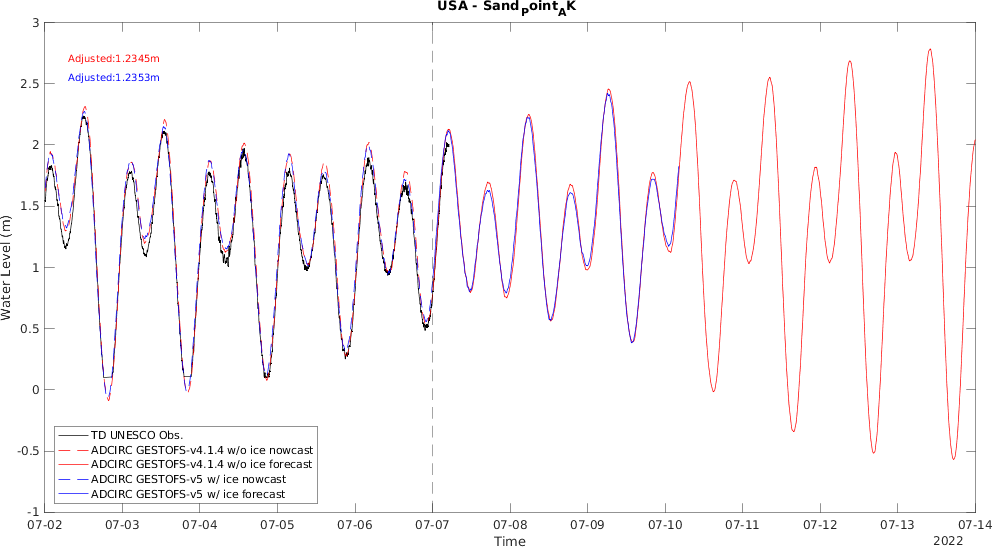 USA - SandPointAK
Adjusted:1.2345m
Adjusted:1.2353m
Water Level (m)
3
2.5
2
1.5
1
0.5
0
-0.5
-1
TD UNESCO Obs.
ADCIRC GESTOFS-v4.1.4 w/o ice nowcast
ADCIRC GESTOFS-v4.1.4 w/o ice forecast
ADCIRC GESTOFS-v5 w/ ice nowcast
ADCIRC GESTOFS-v5 w/ ice forecast
07-02 07-03 07-04 07-05 07-06 07-07 07-08 07-09 07-10 07-11 07-12 07-13 07-14
Time
2022